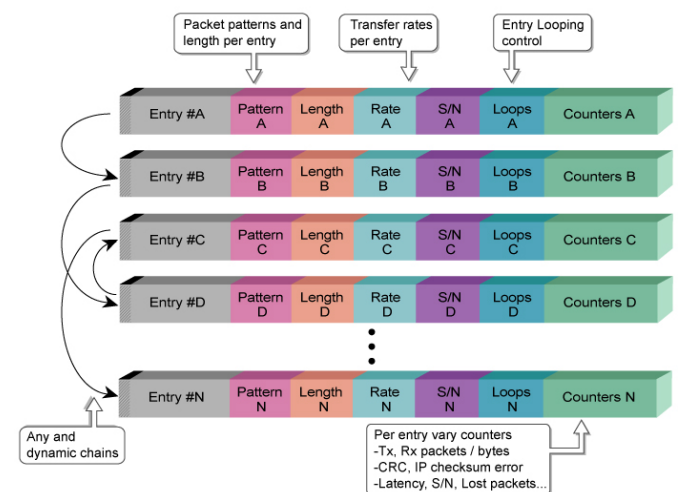 Packet patterns and
length per entry
Transfer rates
per entry
Entry Looping
control
Entry #A
Pattern
A
Length
A
Rate
A
S/N
A
Loops
A
Counters A
Entry #B
Pattern
B
Length
B
Rate
B
S/N
B
Loops
B
Counters B
Entry #C
Pattern
C
Length
C
Rate
C
S/N
C
Loops
C
Counters C
Entry #D
Pattern
D
Length
D
Rate
D
S/N
D
Loops
D
Counters D
Entry #N
Pattern
N
Length
N
Rate
N
S/N
N
Loops
N
Counters N
Any and
dynamic chains
Per entry vary counters
-Tx, Rx packets / bytes
-CRC, IP checksum error
-Latency, S/N, Lost packets...